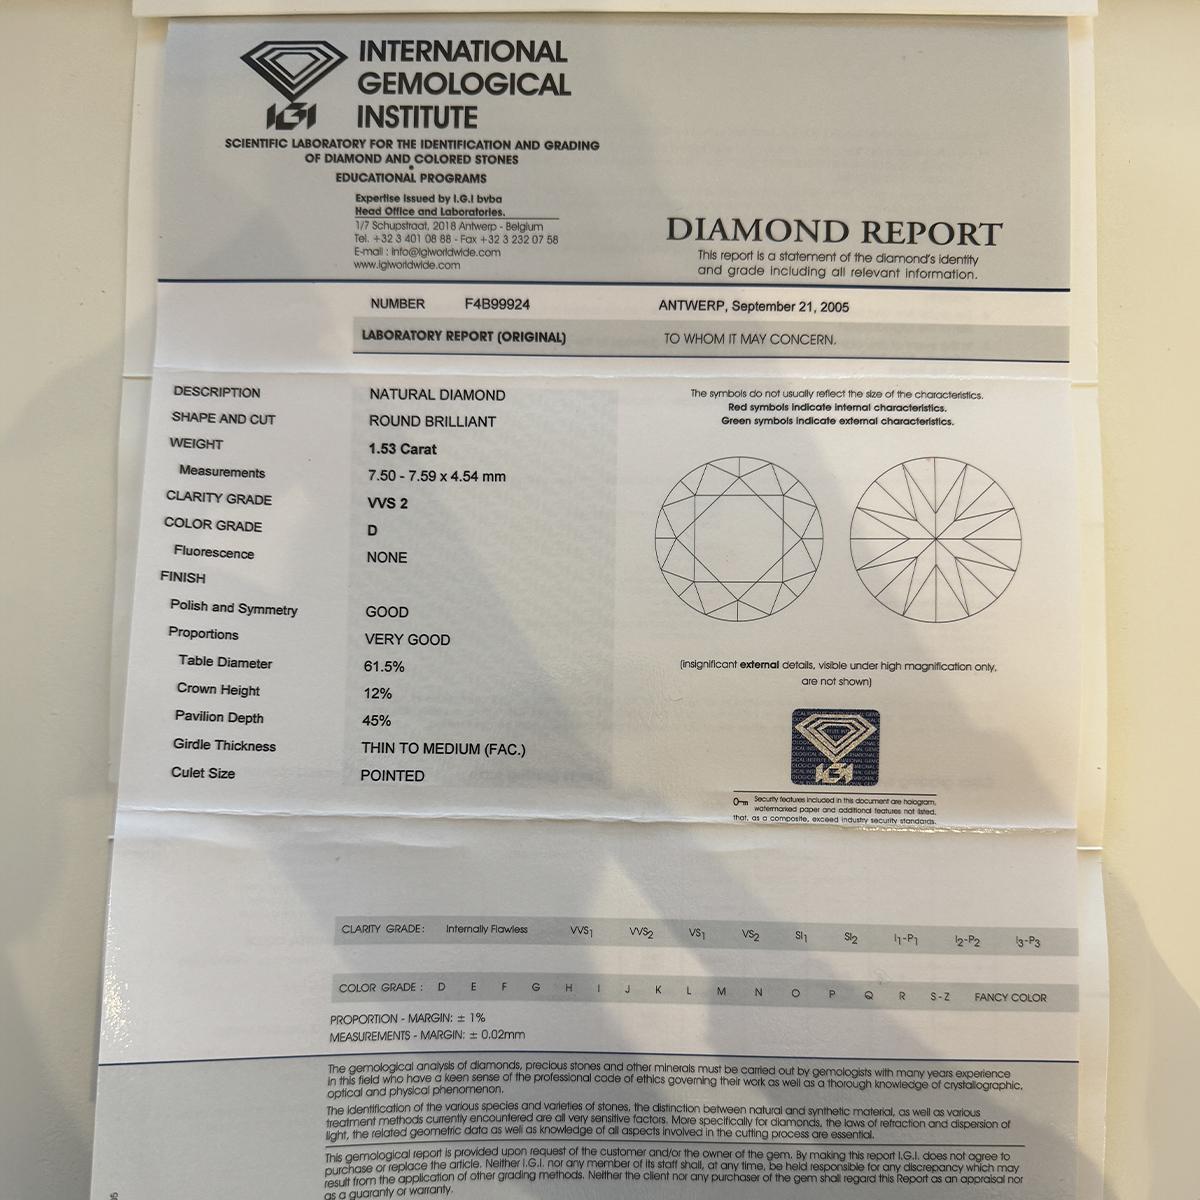 INTERNATIONAL
GEMOLOGICAL
INSTITUTE
IGI
SCIENTIFIC LABORATORY FOR THE IDENTIFICATION AND GRADING
OF DIAMOND AND COLORED STONES
•
EDUCATIONAL PROGRAMS
Expertise issued by I.G.I bvba
Head Office and Laboratories.
1/7 Schupstraat, 2018 Antwerp - Belgium
Tel. +32 3 401 08 88 - Fax +32 3 232 07 58
E-mail : info@igiworldwide.com
www.igiworldwide.com
DIAMOND REPORT
This report is a statement of the diamond's identity
and grade including all relevant information.
NUMBER F4B99924
ANTWERP, September 21, 2005
LABORATORY REPORT (ORIGINAL)
TO WHOM IT MAY CONCERN.
DESCRIPTION NATURAL DIAMOND
SHAPE AND CUT ROUND BRILLIANT
WEIGHT 1.53 Carat
Measurements 7.50 - 7.59 x 4.54 mm
CLARITY GRADE VVS 2
COLOR GRADE D
Fluorescence NONE
FINISH
Polish and Symmetry GOOD
Proportions VERY GOOD
Table Diameter 61.5%
Crown Height 12%
Pavilion Depth 45%
Girdle Thickness THIN TO MEDIUM (FAC.)
Culet Size POINTED
The symbols do not usually reflect the size of the characteristics.
Red symbols indicate internal characteristics.
Green symbols indicate external characteristics.
(insignificant external details, visible under high magnification only,
are not shown)
IGI
Security features included in this document are hologram,
watermarked paper and additional features not listed,
that, as a composite, exceed industry security standards.
CLARITY GRADE: Internally Flawless VVS1 VVS2 VS1 VS2 SI1 SI2 I1-P1 I2-P2 I3-P3
COLOR GRADE : D E F G H I J K L M N O P Q R S-Z FANCY COLOR
PROPORTION - MARGIN: ± 1%
MEASUREMENTS - MARGIN: ± 0.02mm
The gemological analysis of diamonds, precious stones and other minerals must be carried out by gemologists with many years experience
in this field who have a keen sense of the professional code of ethics governing their work as well as a thorough knowledge of crystallographic,
optical and physical phenomenon.
The identification of the various species and varieties of stones, the distinction between natural and synthetic material, as well as various
treatment methods currently encountered are all very sensitive factors. More specifically for diamonds, the laws of refraction and dispersion of
light, the related geometric data as well as knowledge of all aspects involved in the cutting process are essential.
This gemological report is provided upon request of the customer and/or the owner of the gem. By making this report I.G.I. does not agree to
purchase or replace the article. Neither I.G.I. nor any member of its staff shall, at any time, be held responsible for any discrepancy which may
result from the application of other grading methods. Neither the client nor any purchaser of the gem shall regard this Report as an appraisal nor
as a guaranty or warranty.